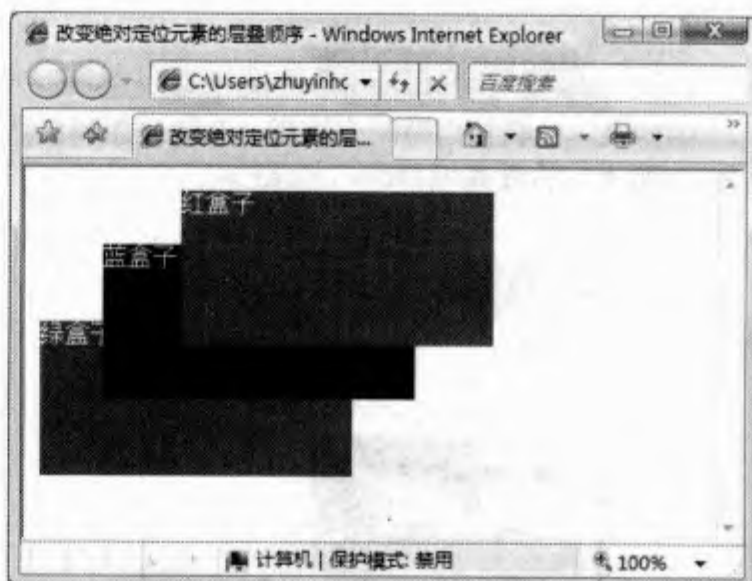 改变绝对定位元素的层叠顺序 - Windows Internet Explorer
C:\Users\zhuyinhc
百度搜索
改变绝对定位元素的层...
红盒子
蓝盒子
绿盒子
计算机 | 保护模式: 禁用
100%